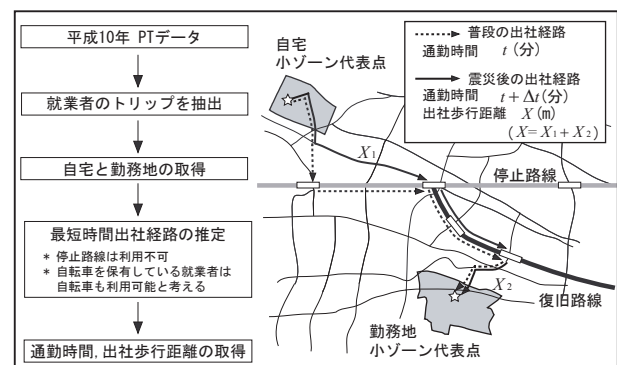 平成10年 PTデータ
就業者のトリップを抽出
自宅と勤務地の取得
最短時間出社経路の推定
* 停止路線は利用不可
* 自転車を保有している就業者は
自転車も利用可能と考える
通勤時間,出社歩行距離の取得
自宅
小ゾーン代表点
普段の出社経路
通勤時間 t(分)
震災後の出社経路
通勤時間 t+Δt(分)
出社歩行距離 X(m)
(X=X1+X2)
X1
停止路線
X2
復旧路線
勤務地
小ゾーン代表点